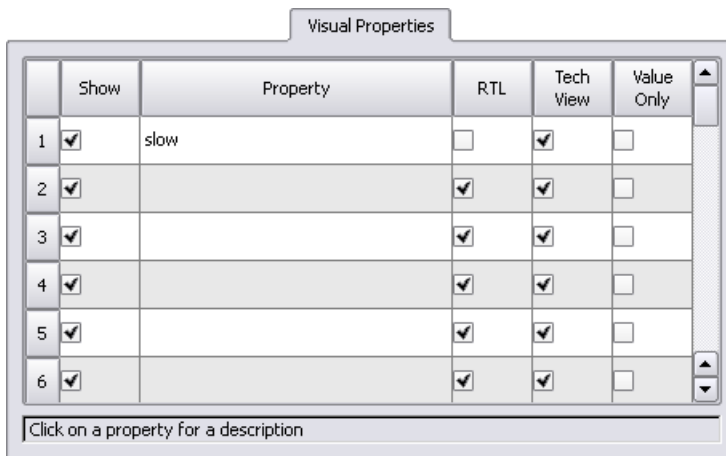 Visual Properties
Show Property RTL Tech View Value Only
1 slow
2
3
4
5
6
Click on a property for a description